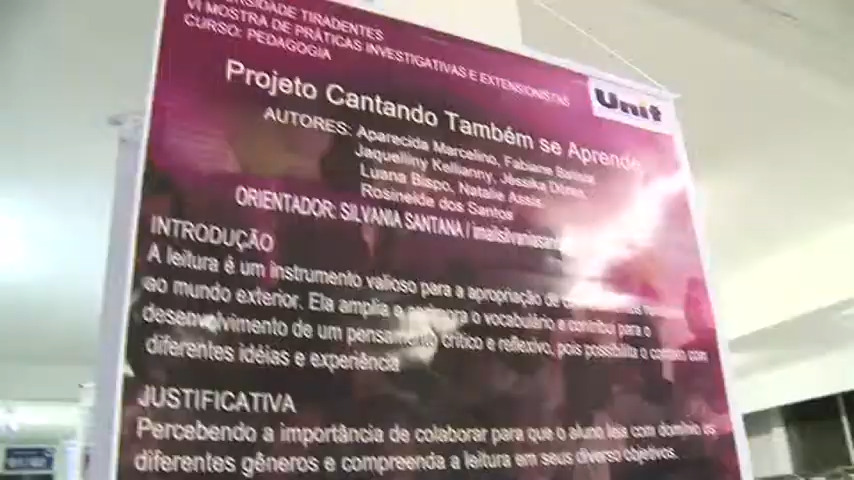 TIRADENTES
VI MOSTRA DE PRÁTICAS INVESTIGATIVAS E EXTENSIONISTAS
CURSO: PEDAGOGIA
Unit
Projeto Cantando Também se Aprende
AUTORES: Aparecida Marcelino, Fabiane
Jaquelliny Kellianny, Jéssika
Luana Bispo, Natalie Assis,
Rosineide dos Santos
ORIENTADOR: SILVANIA SANTANA /
INTRODUÇÃO
A leitura é um instrumento valioso para a apropriação de
ao mundo exterior. Ela amplia e o vocabulário e contribui para o
desenvolvimento de um pensamento crítico e reflexivo, pois possibilita o contato com
diferentes idéias e experiência
JUSTIFICATIVA
Percebendo a importância de colaborar para que o aluno leia com domínio os
diferentes gêneros e compreenda a leitura em seus diverso objetivos.